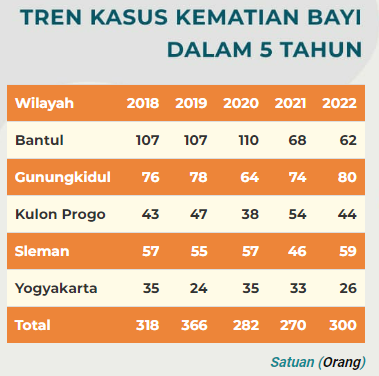 TREN KASUS KEMATIAN BAYI
DALAM 5 TAHUN
Wilayah 2018 2019 2020 2021 2022
Bantul 107 107 110 68 62
Gunungkidul 76 78 64 74 80
Kulon Progo 43 47 38 54 44
Sleman 57 55 57 46 59
Yogyakarta 35 24 35 33 26
Total 318 366 282 270 300
Satuan (Orang)